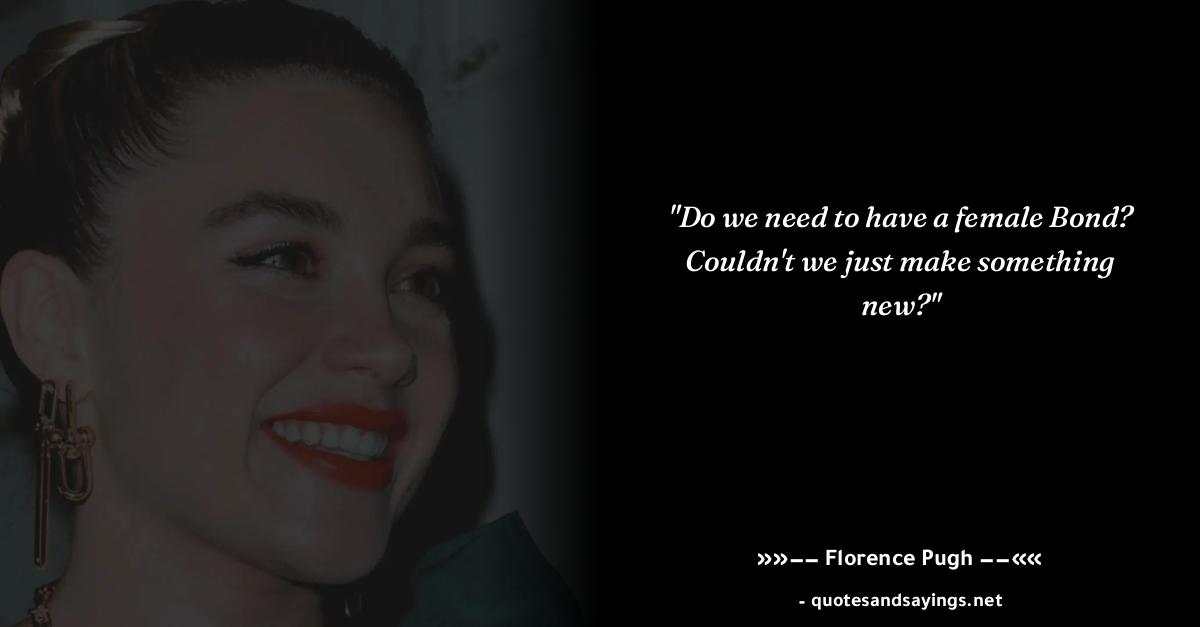 "Do we need to have a female Bond?
Couldn't we just make something
new?"
»»−− Florence Pugh −−««
- quotesandsayings.net